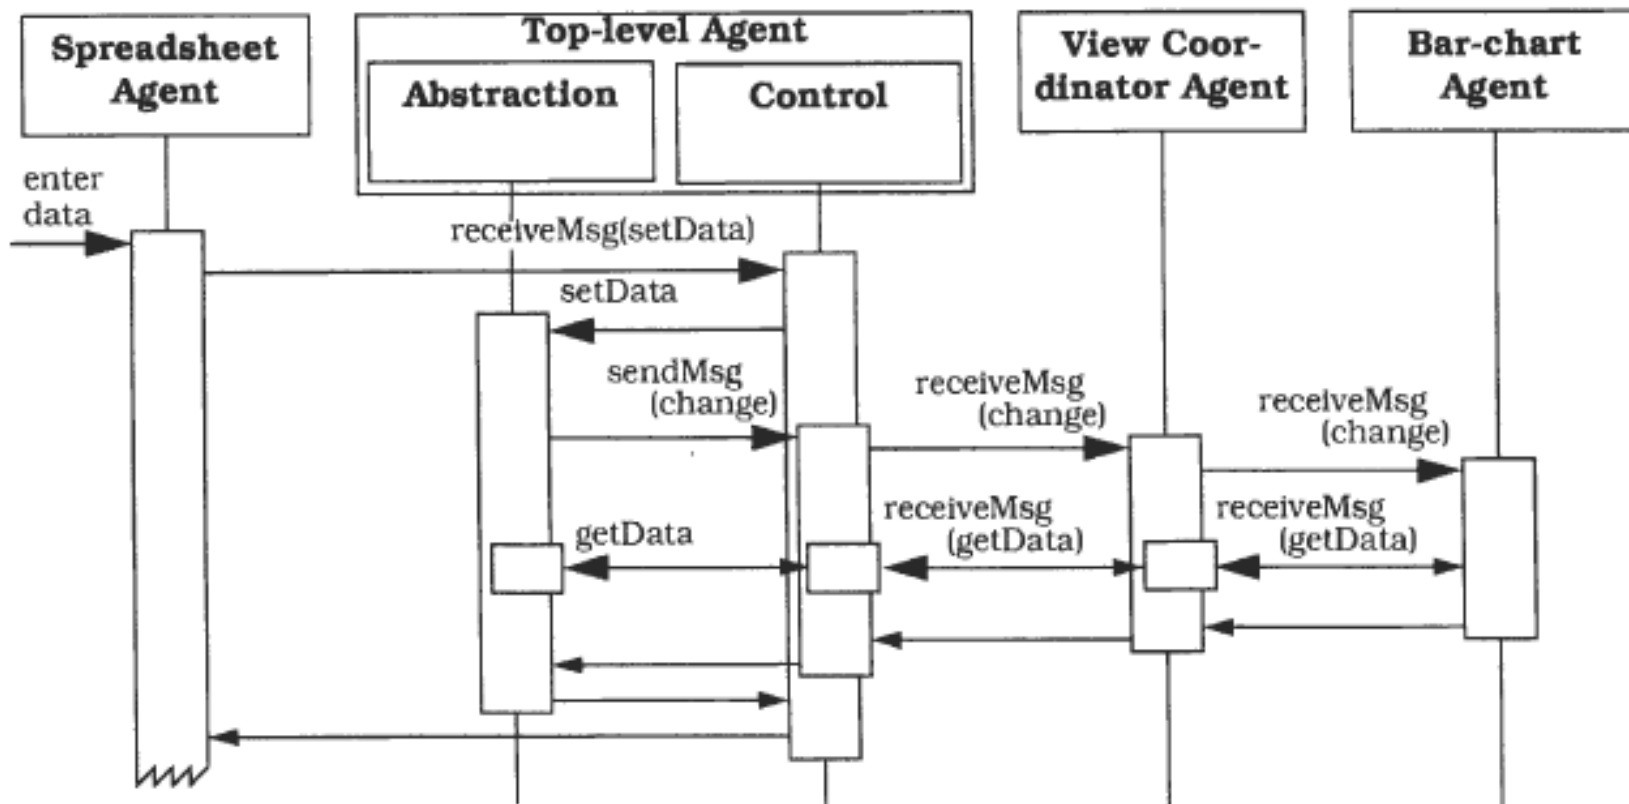 Spreadsheet
Agent
Top-level Agent
Abstraction
Control
View Coor-
dinator Agent
Bar-chart
Agent
enter
data
receiveMsg(setData)
setData
sendMsg
(change)
receiveMsg
(change)
receiveMsg
(change)
getData
receiveMsg
(getData)
receiveMsg
(getData)